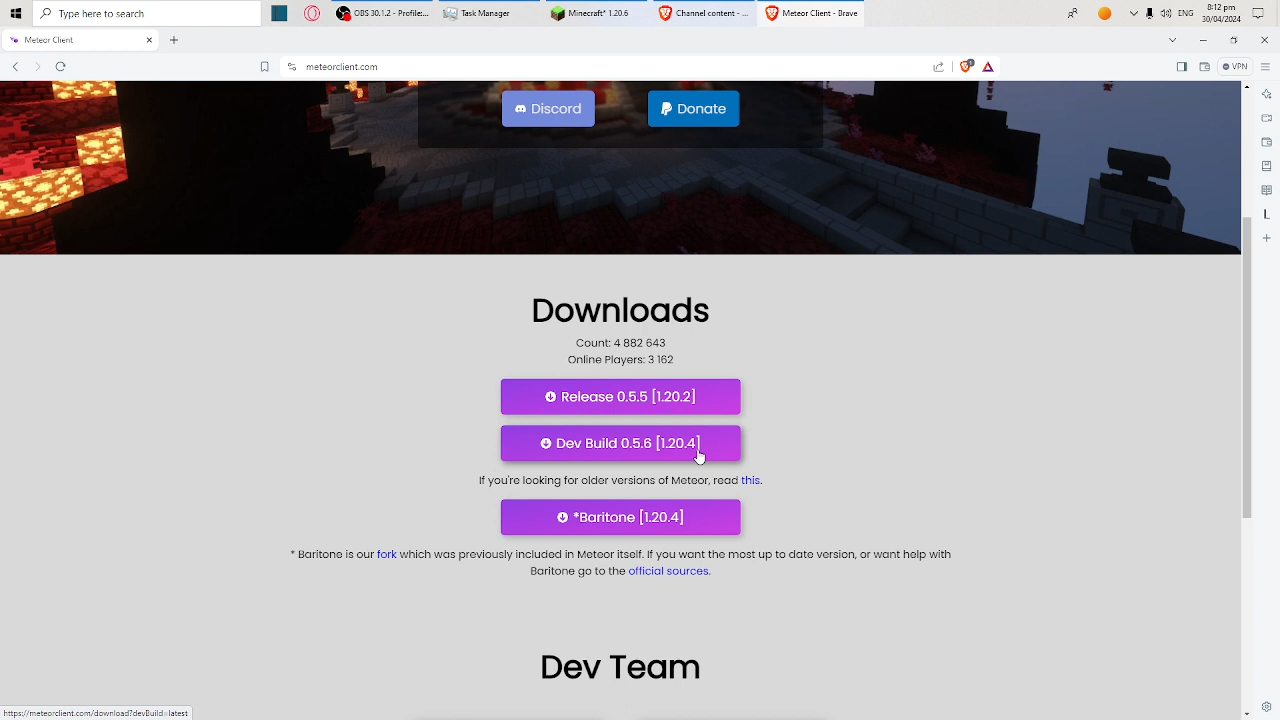 Type here to search
OBS 30.1.2 - Profile:...
Task Manager
Minecraft* 1.20.6
Channel content - ...
Meteor Client - Brave
ENG
8:12 pm
30/04/2024
Meteor Client
meteorclient.com
1
VPN
L
Discord
Donate
Downloads
Count: 4 882 643
Online Players: 3 162
Release 0.5.5 [1.20.2]
Dev Build 0.5.6 [1.20.4]
If you're looking for older versions of Meteor, read this.
*Baritone [1.20.4]
* Baritone is our fork which was previously included in Meteor itself. If you want the most up to date version, or want help with
Baritone go to the official sources.
Dev Team
https://meteorclient.com/download?devBuild=latest